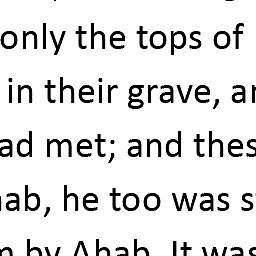 only the tops of
in their grave,
met; and
he too was
by Ahab. It was